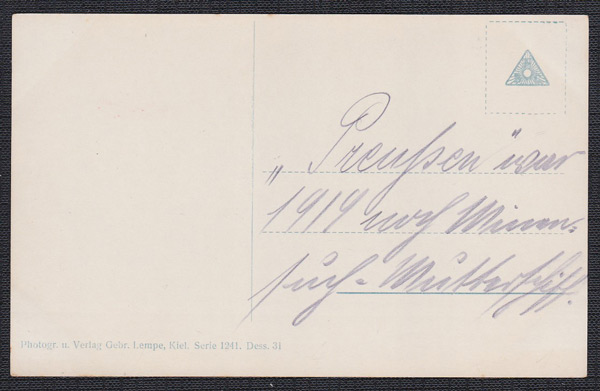 „Preußen" war
1919 noch Minen-
such-Mutterschiff.
Photogr. u. Verlag Gebr. Lempe, Kiel. Serie 1241. Dess. 31